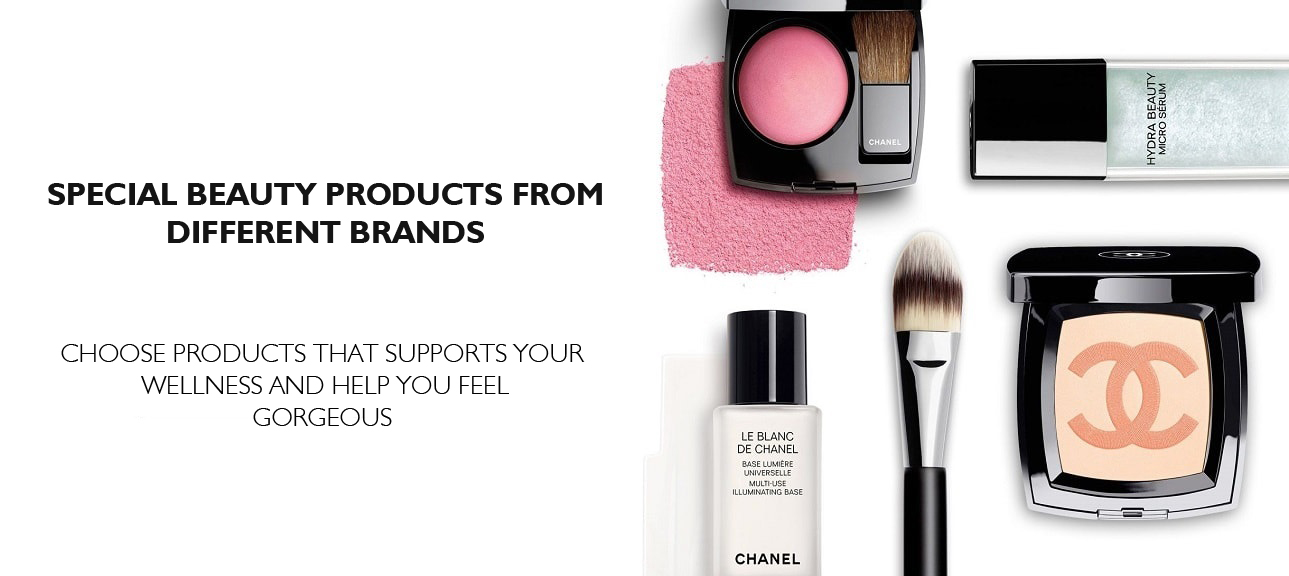 SPECIAL BEAUTY PRODUCTS FROM
DIFFERENT BRANDS
CHOOSE PRODUCTS THAT SUPPORTS YOUR
WELLNESS AND HELP YOU FEEL
GORGEOUS
CHANEL
HYDRA BEAUTY
MICRO SÉRUM
LE BLANC
DE CHANEL
BASE LUMIÈRE
UNIVERSELLE
MULTI-USE
ILLUMINATING BASE
CHANEL